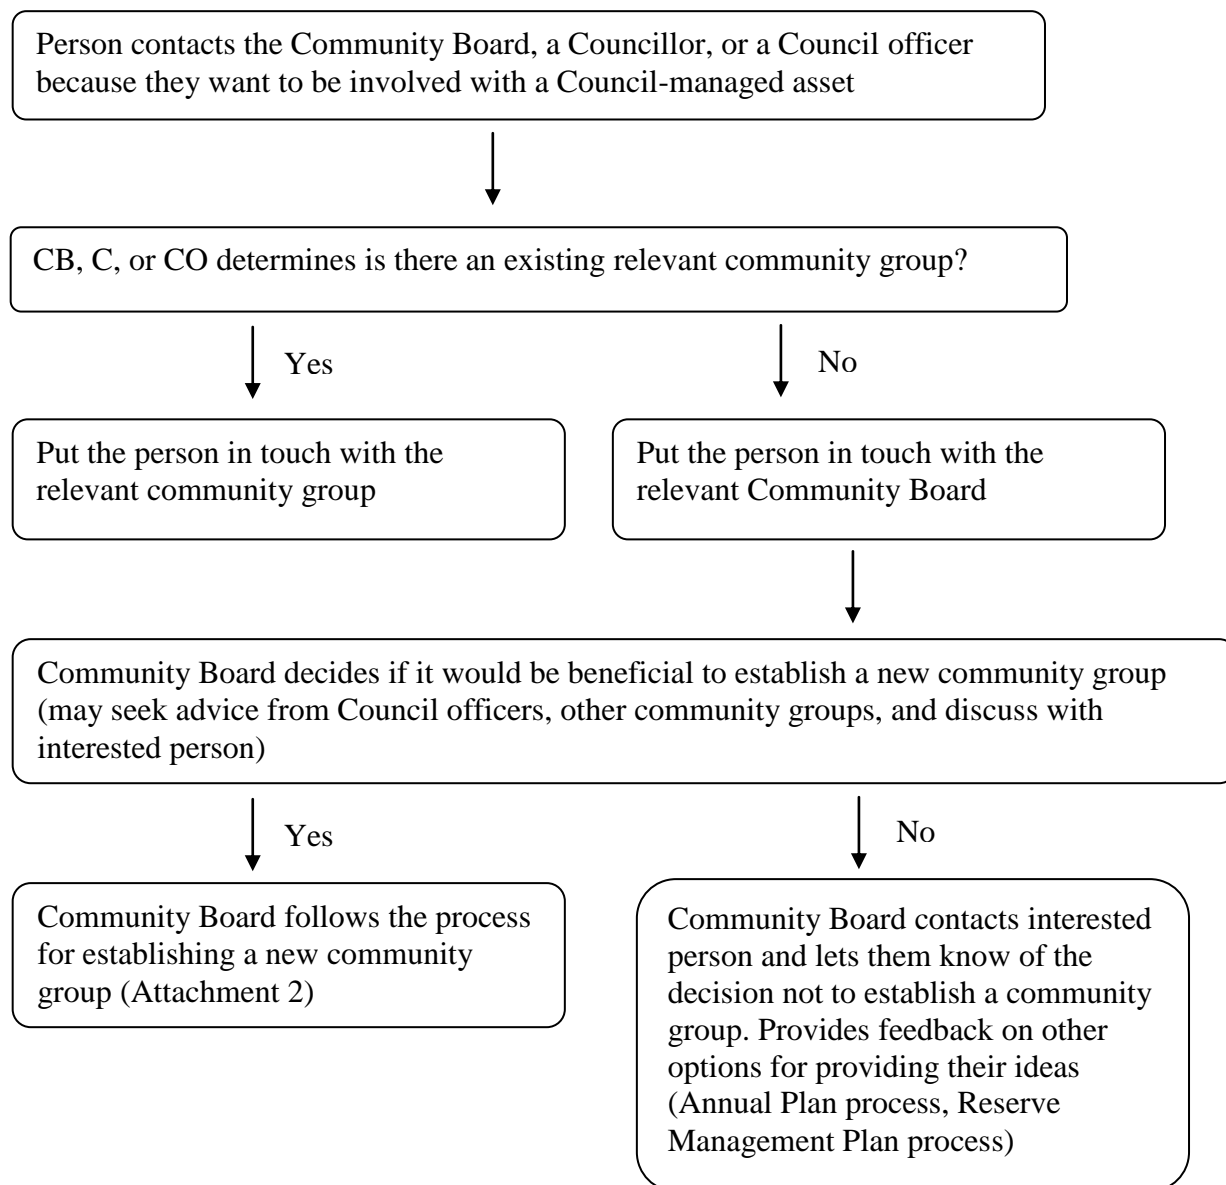 Person contacts the Community Board, a Councillor, or a Council officer
because they want to be involved with a Council-managed asset
CB, C, or CO determines is there an existing relevant community group?
Yes
No
Put the person in touch with the
relevant community group
Put the person in touch with the
relevant Community Board
Community Board decides if it would be beneficial to establish a new community group
(may seek advice from Council officers, other community groups, and discuss with
interested person)
Yes
No
Community Board follows the process
for establishing a new community
group (Attachment 2)
Community Board contacts interested
person and lets them know of the
decision not to establish a community
group. Provides feedback on other
options for providing their ideas
(Annual Plan process, Reserve
Management Plan process)